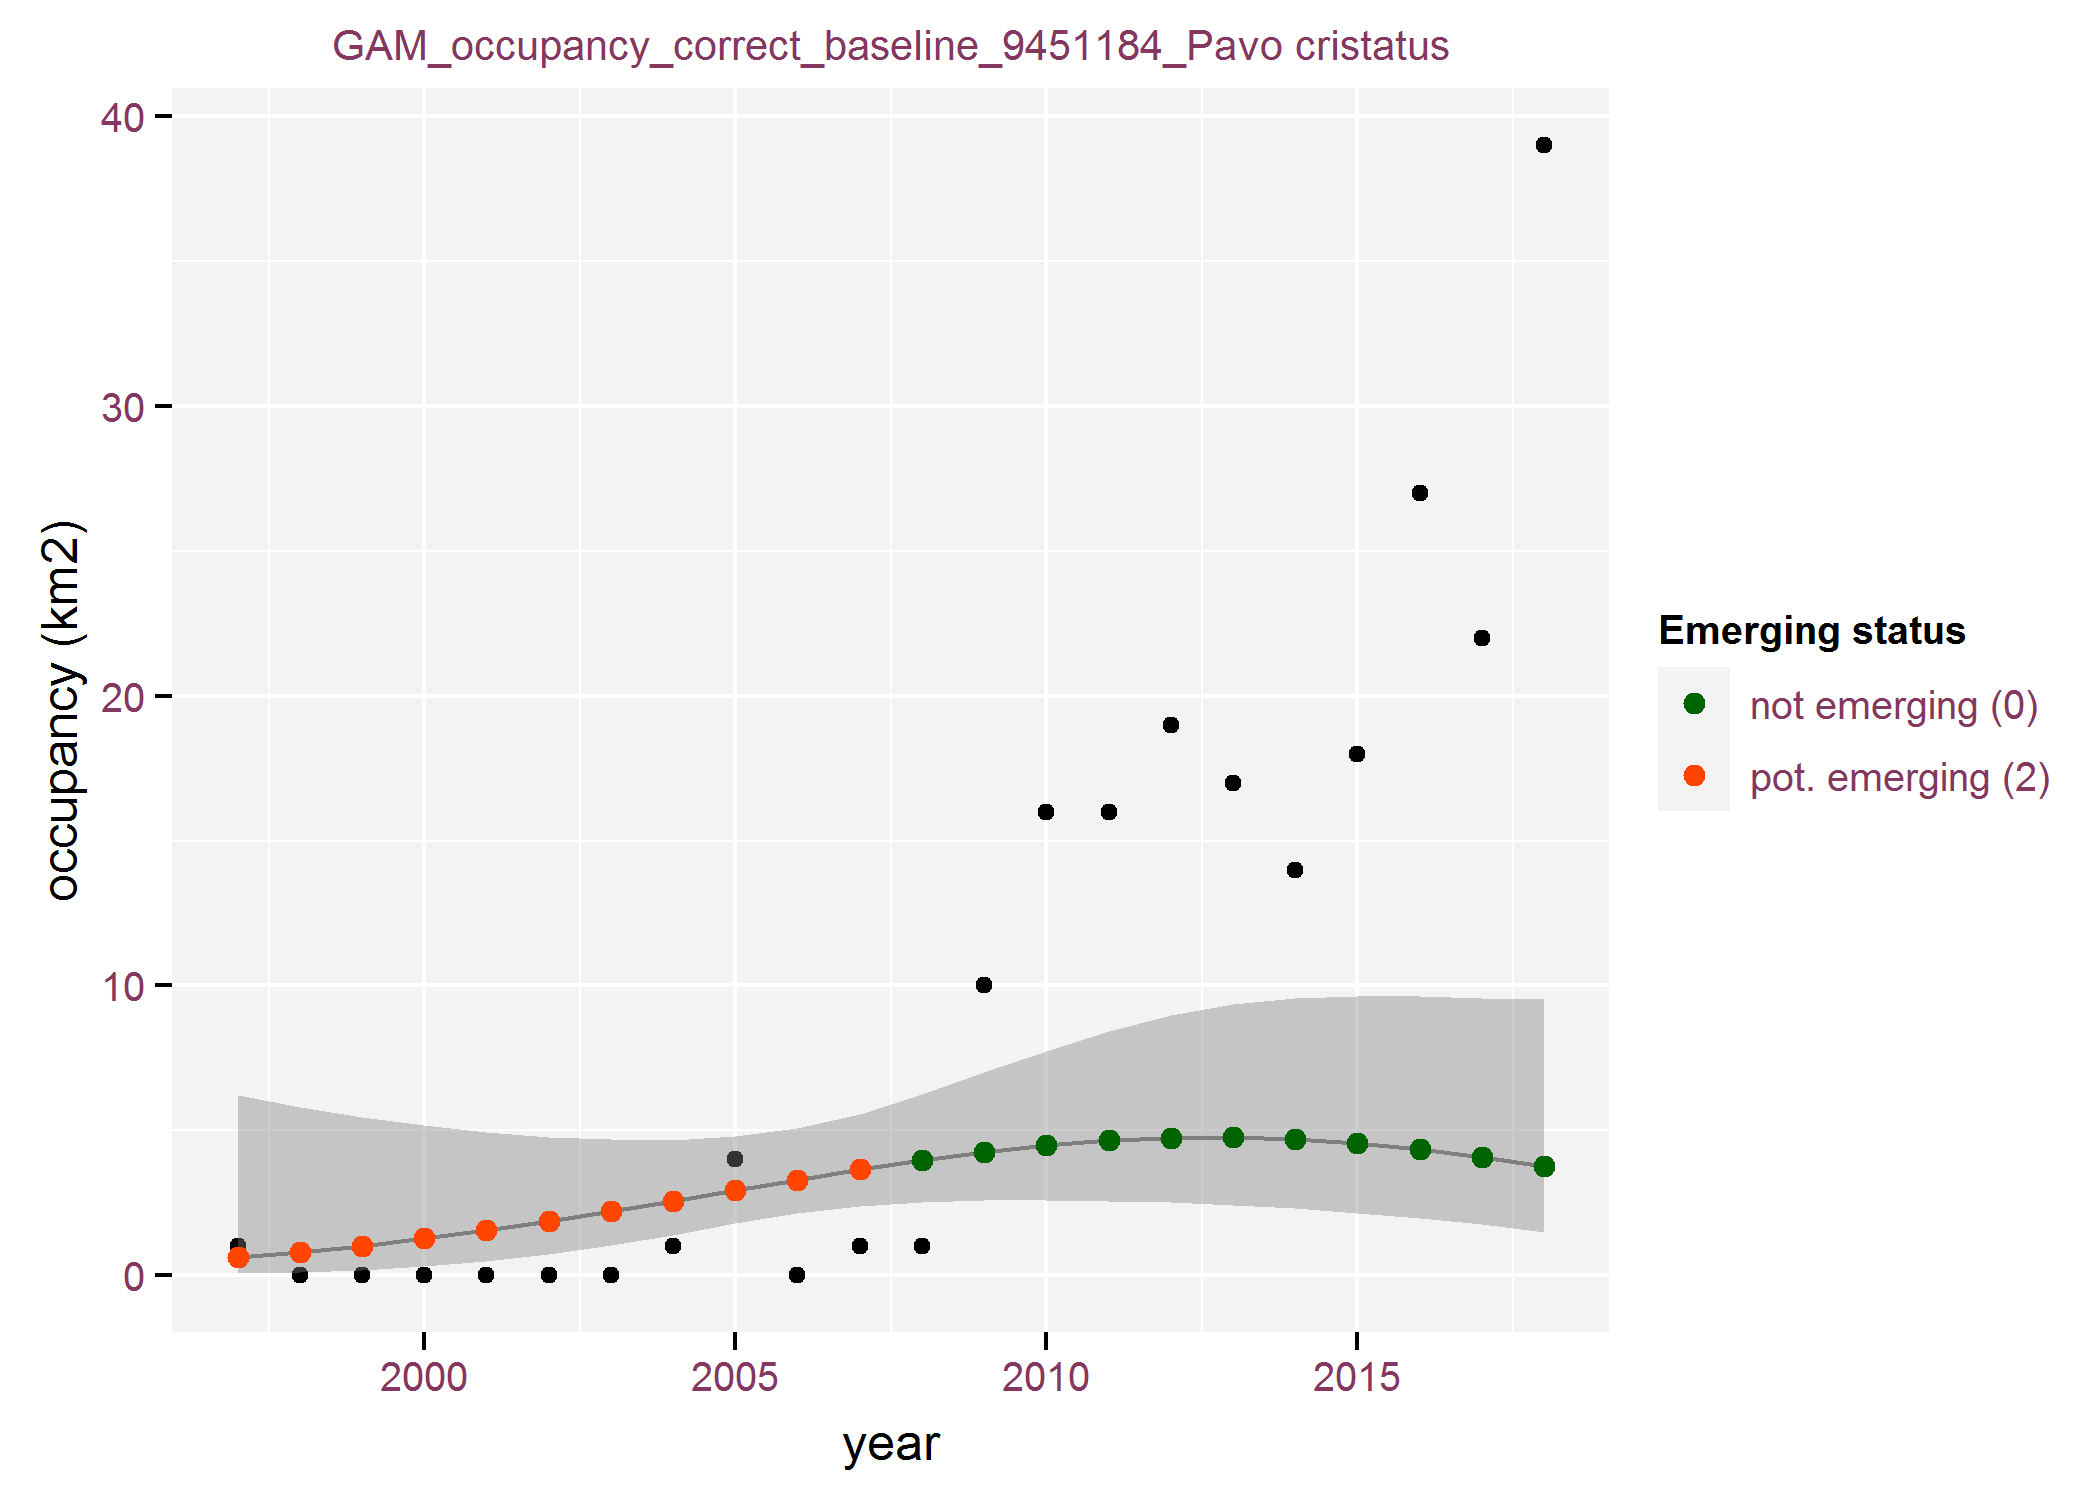 GAM_occupancy_correct_baseline_9451184_Pavo cristatus
40
30
20
10
0
occupancy (km2)
2000 2005 2010 2015
year
Emerging status
not emerging (0)
pot. emerging (2)